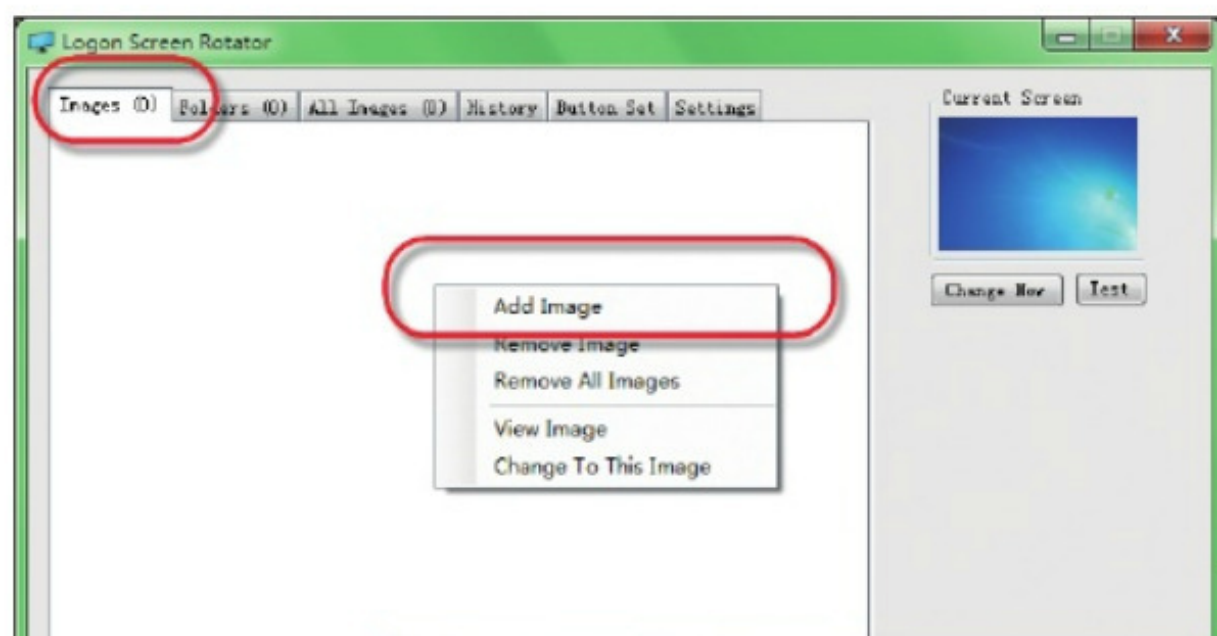 Logon Screen Rotator
Images (0) Folders (0) All Images (0) History Button Set Settings
Current Screen
Change Now Test
Add Image
Remove Image
Remove All Images
View Image
Change To This Image